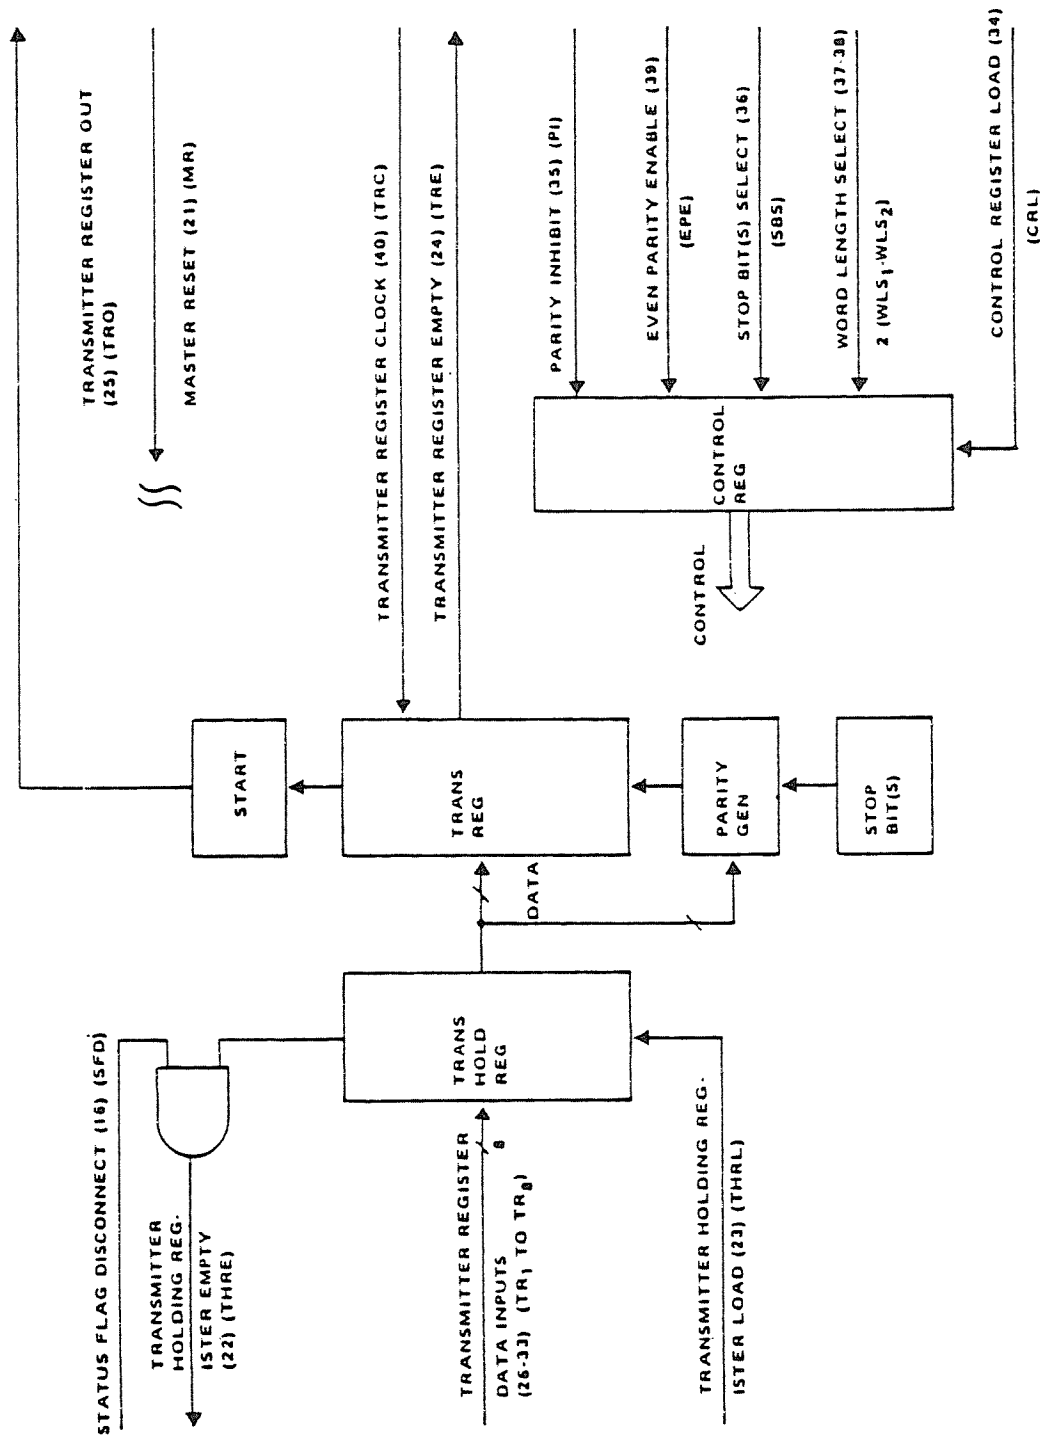 STATUS FLAG DISCONNECT (16) (SFD)
TRANSMITTER
HOLDING REG-
ISTER EMPTY
(22) (THRE)
TRANSMITTER REGISTER
DATA INPUTS
(26-33) (TR₁ TO TR₈)
8
TRANSMITTER HOLDING REG-
ISTER LOAD (23) (THRL)
TRANS
HOLD
REG
DATA
START
TRANS
REG
PARITY
GEN
STOP
BIT(S)
TRANSMITTER REGISTER OUT
(25) (TRO)
MASTER RESET (21) (MR)
TRANSMITTER REGISTER CLOCK (40) (TRC)
TRANSMITTER REGISTER EMPTY (24) (TRE)
CONTROL
CONTROL
REG
PARITY INHIBIT (35) (PI)
EVEN PARITY ENABLE (39)
(EPE)
STOP BIT(S) SELECT (36)
(SBS)
WORD LENGTH SELECT (37-38)
2 (WLS₁-WLS₂)
CONTROL REGISTER LOAD (34)
(CRL)